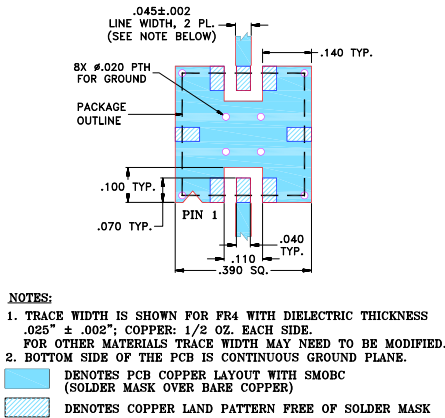 .045±.002
LINE WIDTH, 2 PL.
(SEE NOTE BELOW)
.140 TYP.
8X ø.020 PTH
FOR GROUND
PACKAGE
OUTLINE
.100 TYP.
.070 TYP.
PIN 1
.040
TYP.
.110
.390 SQ.
NOTES:
1. TRACE WIDTH IS SHOWN FOR FR4 WITH DIELECTRIC THICKNESS
.025" ± .002"; COPPER: 1/2 OZ. EACH SIDE.
FOR OTHER MATERIALS TRACE WIDTH MAY NEED TO BE MODIFIED.
2. BOTTOM SIDE OF THE PCB IS CONTINUOUS GROUND PLANE.
DENOTES PCB COPPER LAYOUT WITH SMOBC
(SOLDER MASK OVER BARE COPPER)
DENOTES COPPER LAND PATTERN FREE OF SOLDER MASK